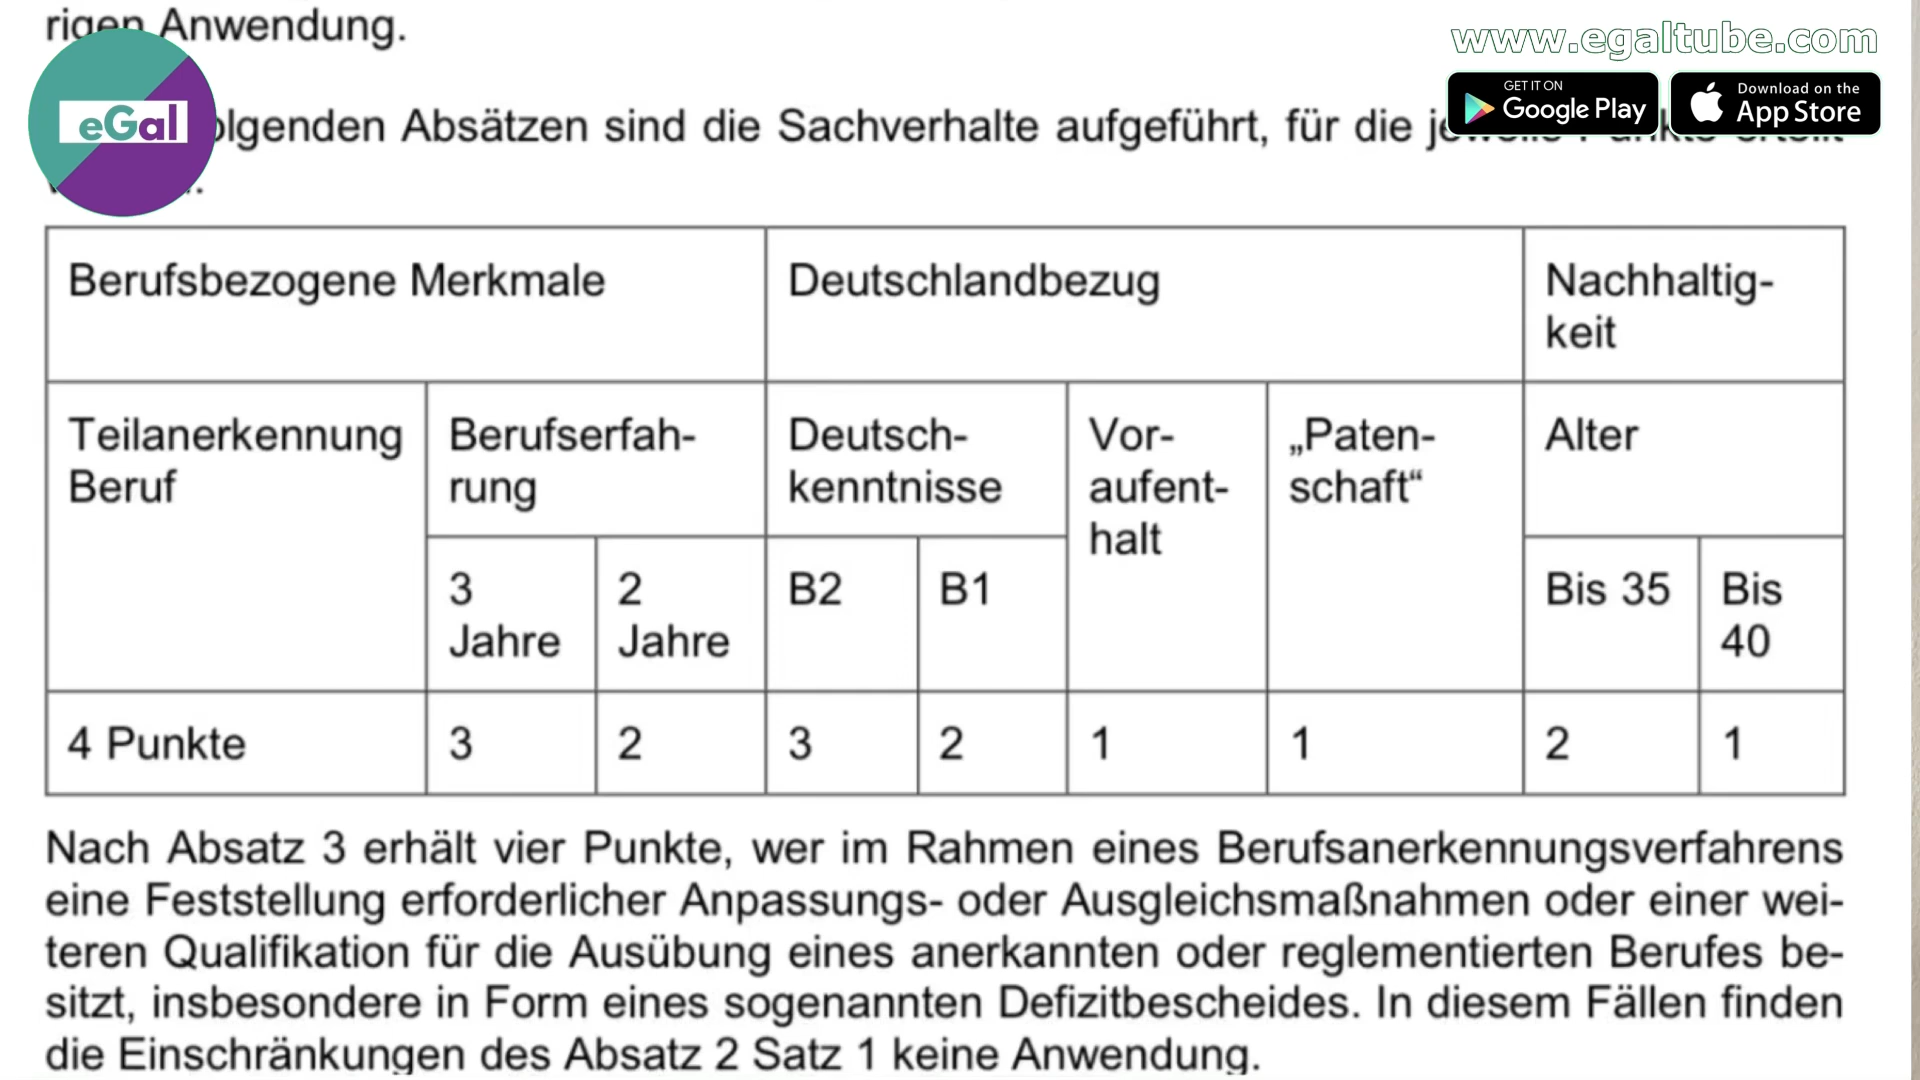 rigen Anwendung.
www.egaltube.com
GET IT ON
Google Play
Download on the
App Store
eGal
olgenden Absätzen sind die Sachverhalte aufgeführt, für die
Berufsbezogene Merkmale
Deutschlandbezug
Nachhaltig-
keit
Teilanerkennung
Beruf
Berufserfah-
rung
Deutsch-
kenntnisse
Vor-
aufent-
halt
„Paten-
schaft“
Alter
3
Jahre
2
Jahre
B2
B1
Bis 35
Bis
40
4 Punkte
3
2
3
2
1
1
2
1
Nach Absatz 3 erhält vier Punkte, wer im Rahmen eines Berufsanerkennungsverfahrens
eine Feststellung erforderlicher Anpassungs- oder Ausgleichsmaßnahmen oder einer wei-
teren Qualifikation für die Ausübung eines anerkannten oder reglementierten Berufes be-
sitzt, insbesondere in Form eines sogenannten Defizitbescheides. In diesem Fällen finden
die Einschränkungen des Absatz 2 Satz 1 keine Anwendung.